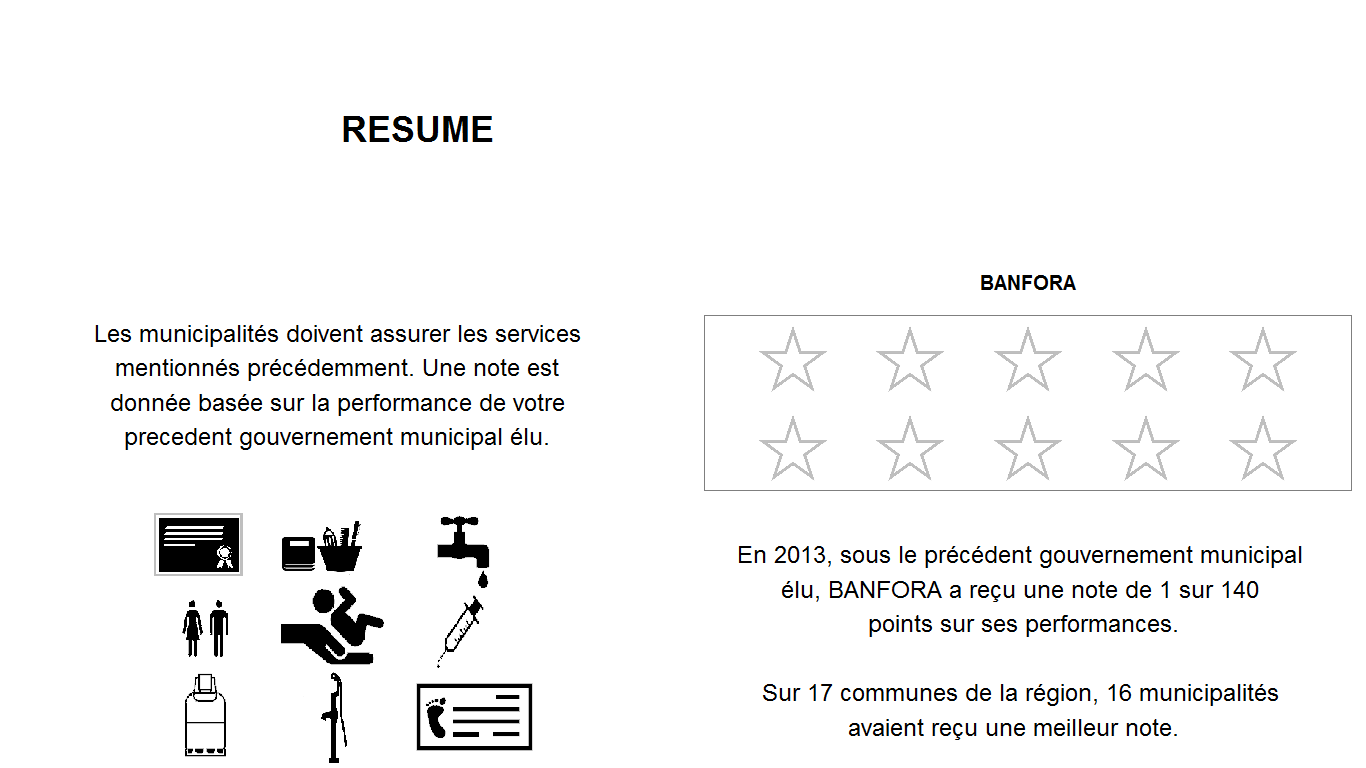 RESUME
Les municipalités doivent assurer les services
mentionnés précédemment. Une note est
donnée basée sur la performance de votre
precedent gouvernement municipal élu.
BANFORA
En 2013, sous le précédent gouvernement municipal
élu, BANFORA a reçu une note de 1 sur 140
points sur ses performances.
Sur 17 communes de la région, 16 municipalités
avaient reçu une meilleur note.